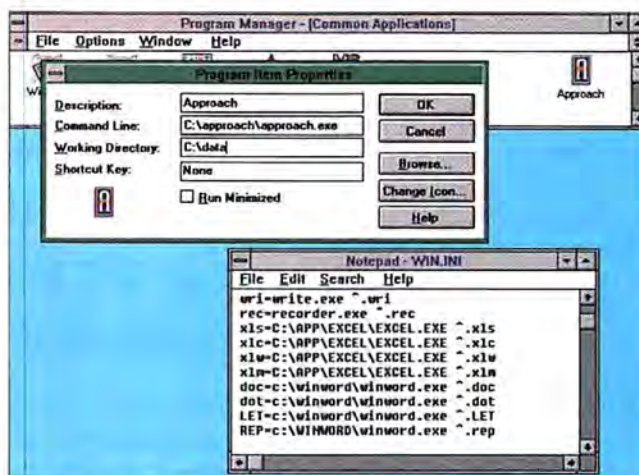 Program Manager - [Common Applications]
File Options Window Help
Approach
Program Item Properties
Description: Approach
Command Line: C:\approach\approach.exe
Working Directory: C:\data
Shortcut Key: None
Run Minimized
OK
Cancel
Browse...
Change Icon...
Help
Notepad - WIN.INI
File Edit Search Help
wri=write.exe ^.wri
rec=recorder.exe ^.rec
xls=C:\APP\EXCEL\EXCEL.EXE ^.xls
xlc=C:\APP\EXCEL\EXCEL.EXE ^.xlc
xlw=C:\APP\EXCEL\EXCEL.EXE ^.xlw
xlm=C:\APP\EXCEL\EXCEL.EXE ^.xlm
doc=c:\winword\winword.exe ^.doc
dot=c:\winword\winword.exe ^.dot
LET=c:\winword\winword.exe ^.LET
REP=c:\WINWORD\winword.exe ^.rep